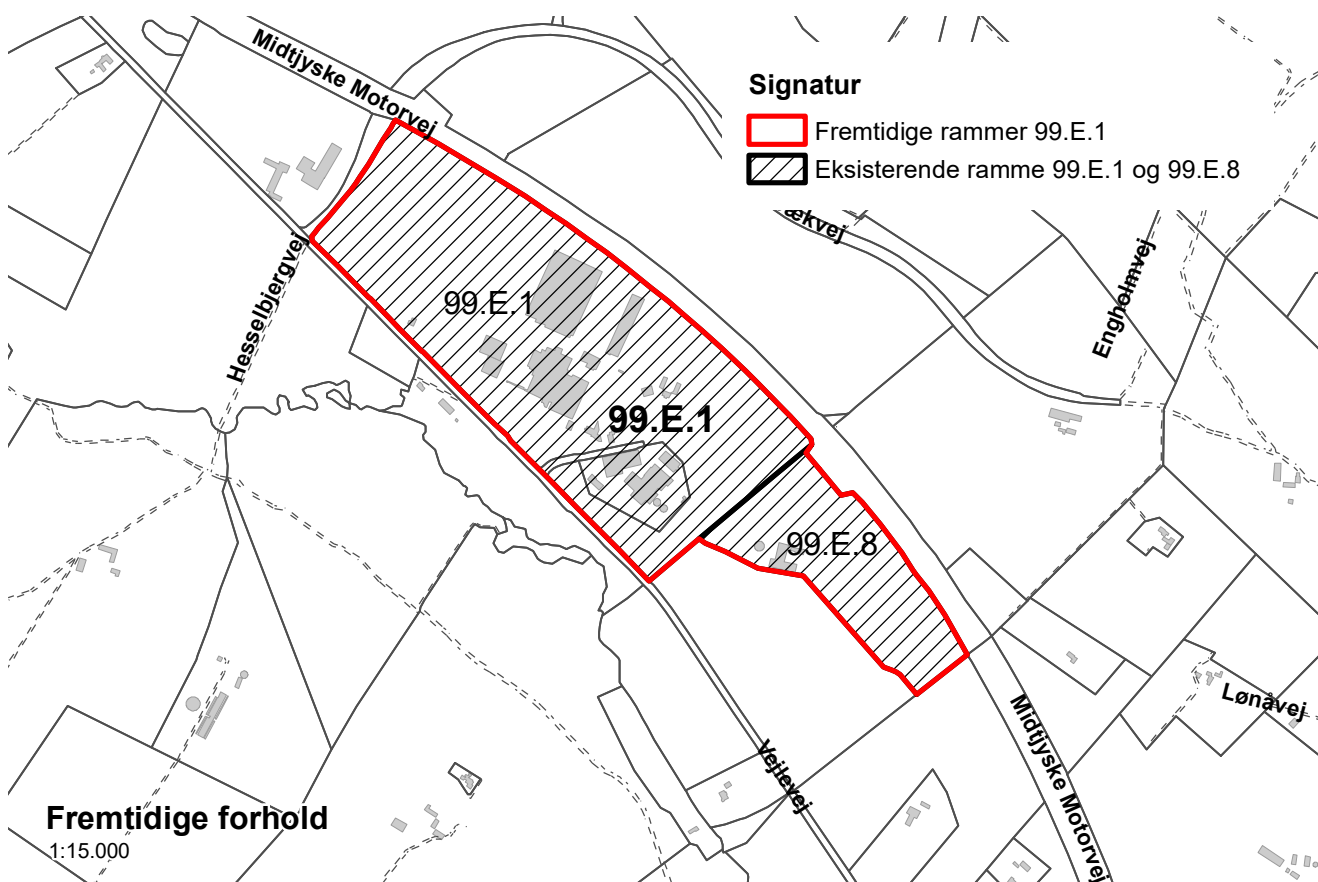 Midtjyske Motorvej
Signatur
Fremtidige rammer 99.E.1
Eksisterende ramme 99.E.1 og 99.E.8
ækvej
Engholmvej
Hesselbjergvej
99.E.1
99.E.1
99.E.8
Lønåvej
Midtjyske Motorvej
Vejlevej
Fremtidige forhold
1:15.000